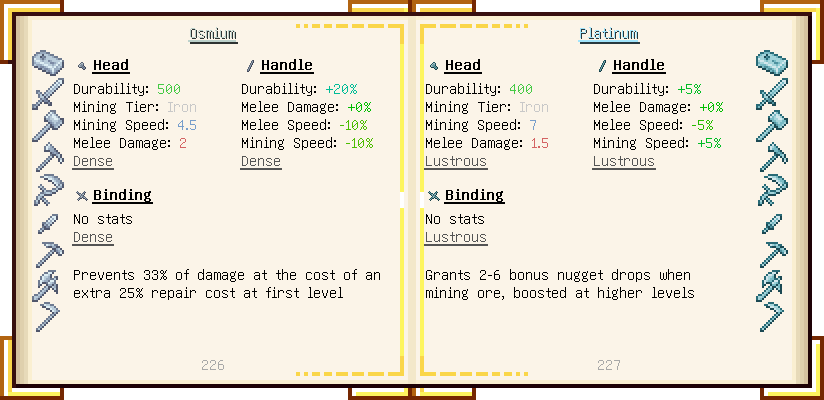 Osmium
Head
Durability: 500
Mining Tier: Iron
Mining Speed: 4.5
Melee Damage: 2
Dense
Handle
Durability: +20%
Melee Damage: +0%
Melee Speed: -10%
Mining Speed: -10%
Dense
Binding
No stats
Dense
Prevents 33% of damage at the cost of an
extra 25% repair cost at first level
226
Platinum
Head
Durability: 400
Mining Tier: Iron
Mining Speed: 7
Melee Damage: 1.5
Lustrous
Handle
Durability: +5%
Melee Damage: +0%
Melee Speed: -5%
Mining Speed: +5%
Lustrous
Binding
No stats
Lustrous
Grants 2-6 bonus nugget drops when
mining ore, boosted at higher levels
227